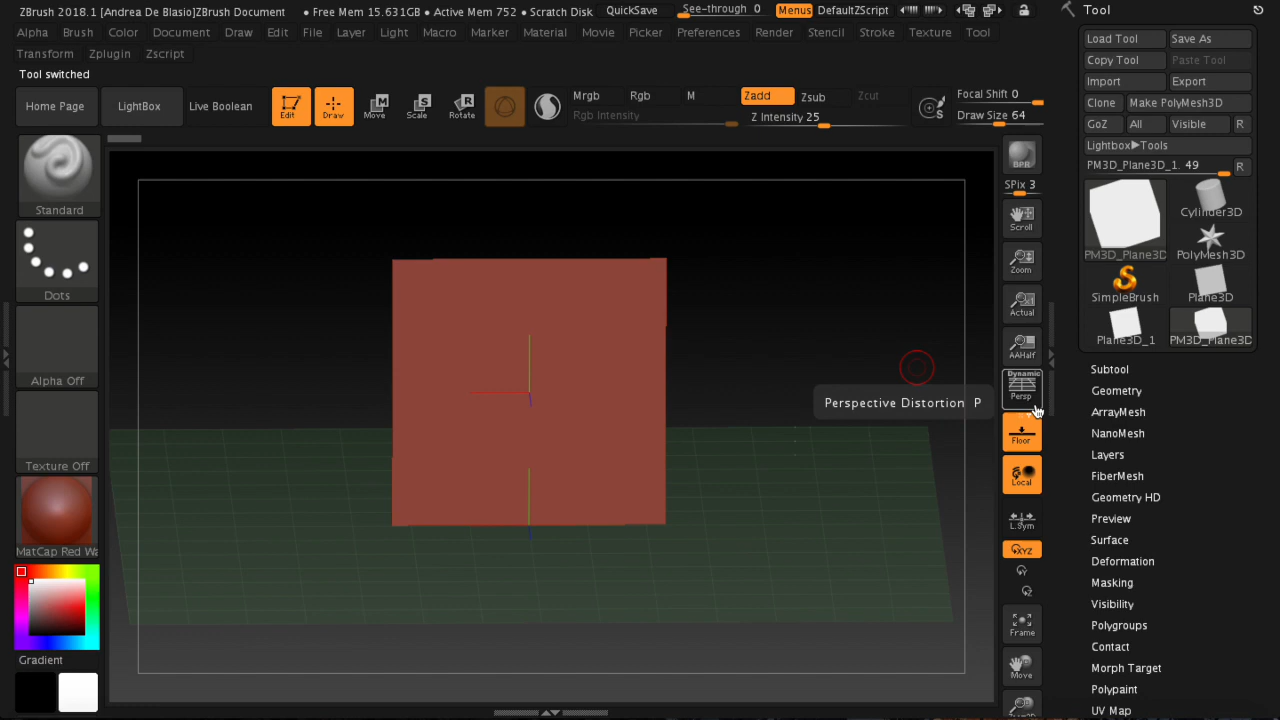 ZBrush 2018.1 [Andrea De Blasio]ZBrush Document • Free Mem 15.631GB • Active Mem 752 • Scratch Disk QuickSave See-through 0 Menus DefaultZScript
Alpha Brush Color Document Draw Edit File Layer Light Macro Marker Material Movie Picker Preferences Render Stencil Stroke Texture Tool
Transform Zplugin Zscript
Tool switched
Home Page LightBox Live Boolean Edit Draw Move Scale Rotate
Mrgb Rgb M Zadd Zsub Zcut
Rgb Intensity Z Intensity 25
Focal Shift 0
Draw Size 64
Standard
Dots
Alpha Off
Texture Off
MatCap Red Wa
Gradient
Perspective Distortion P
BPR
SPix 3
Scroll
Zoom
Actual
AAHalf
Dynamic
Persp
Floor
Local
L.Sym
XYZ
Y
Z
Frame
Move
Zoom3D
Tool
Load Tool Save As
Copy Tool Paste Tool
Import Export
Clone Make PolyMesh3D
GoZ All Visible R
Lightbox▶Tools
PM3D_Plane3D_1. 49 R
Cylinder3D
PM3D_Plane3D PolyMesh3D
SimpleBrush Plane3D
Plane3D_1 PM3D_Plane3D
Subtool
Geometry
ArrayMesh
NanoMesh
Layers
FiberMesh
Geometry HD
Preview
Surface
Deformation
Masking
Visibility
Polygroups
Contact
Morph Target
Polypaint
UV Map